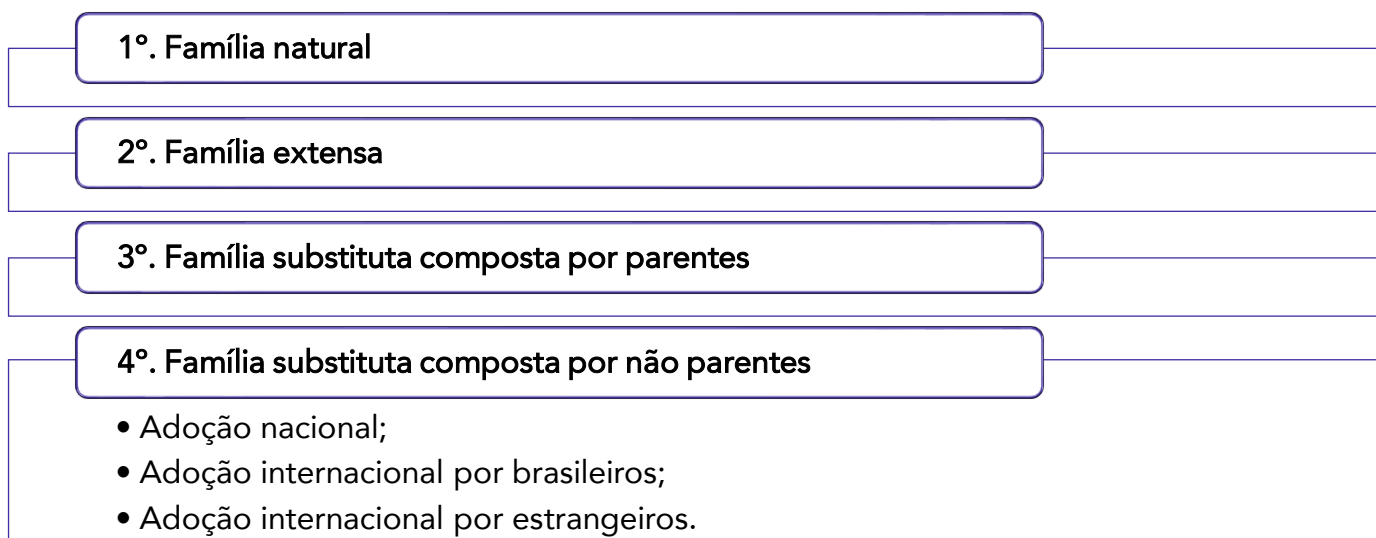 1º. Família natural
2º. Família extensa
3º. Família substituta composta por parentes
4º. Família substituta composta por não parentes
• Adoção nacional;
• Adoção internacional por brasileiros;
• Adoção internacional por estrangeiros.